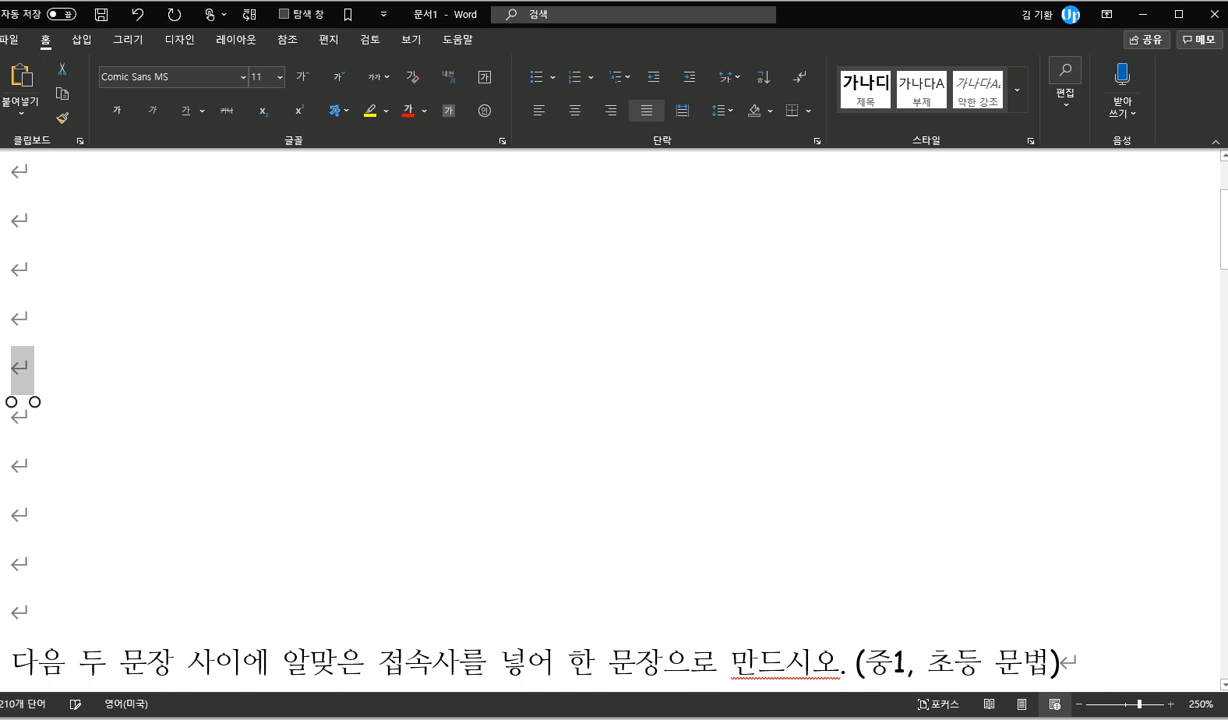 자동 저장 끔 탐색 창 문서1 - Word 검색 김 기환 Up
파일 홈 삽입 그리기 디자인 레이아웃 참조 편지 검토 보기 도움말 공유 메모
Comic Sans MS 11
붙여넣기
가나다 가나다A 가나다A
제목 부제 약한 강조
편집
받아
쓰기
클립보드 글꼴 단락 스타일 음성
다음 두 문장 사이에 알맞은 접속사를 넣어 한 문장으로 만드시오. (중1, 초등 문법)
210개 단어 영어(미국) 포커스 250%